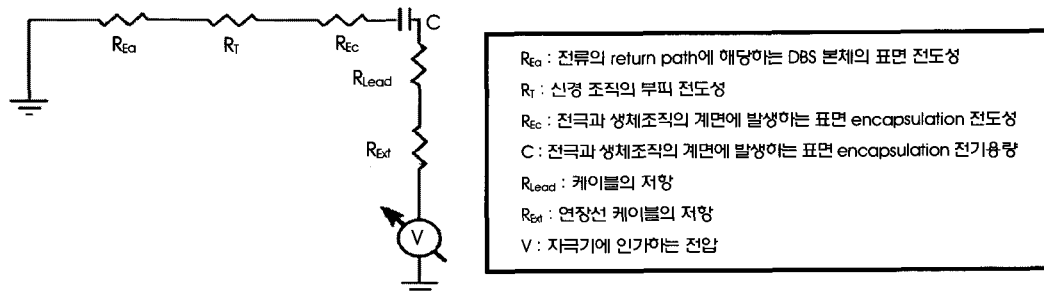 R_Ea R_T R_Ec C
R_Lead
R_Ext
V
R_Ea : 전류의 return path에 해당하는 DBS 본체의 표면 전도성
R_T : 신경 조직의 부피 전도성
R_Ec : 전극과 생체조직의 계면에 발생하는 표면 encapsulation 전도성
C : 전극과 생체조직의 계면에 발생하는 표면 encapsulation 전기용량
R_Lead : 케이블의 저항
R_Ext : 연장선 케이블의 저항
V : 자극기에 인가하는 전압